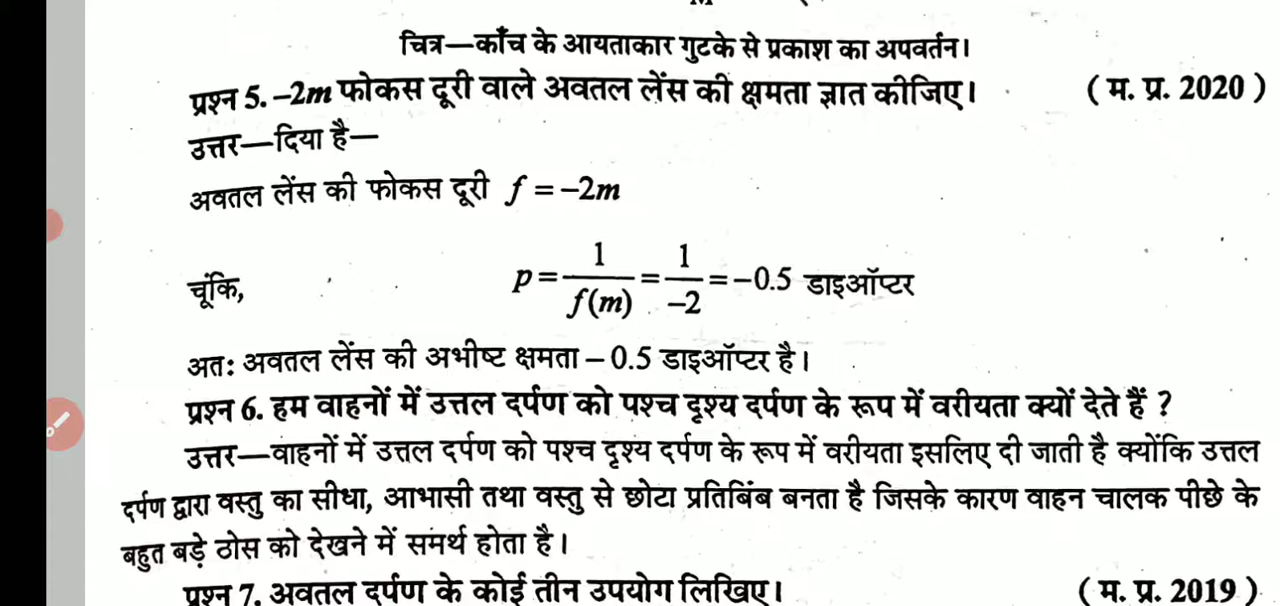 चित्र—काँच के आयताकार गुटके से प्रकाश का अपवर्तन।
प्रश्न 5. –2m फोकस दूरी वाले अवतल लेंस की क्षमता ज्ञात कीजिए। ( म. प्र. 2020 )
उत्तर—दिया है—
अवतल लेंस की फोकस दूरी f = –2m
चूंकि, p = 1/f(m) = 1/–2 = –0.5 डाइऑप्टर
अतः अवतल लेंस की अभीष्ट क्षमता – 0.5 डाइऑप्टर है।
प्रश्न 6. हम वाहनों में उत्तल दर्पण को पश्च दृश्य दर्पण के रूप में वरीयता क्यों देते हैं ?
उत्तर—वाहनों में उत्तल दर्पण को पश्च दृश्य दर्पण के रूप में वरीयता इसलिए दी जाती है क्योंकि उत्तल
दर्पण द्वारा वस्तु का सीधा, आभासी तथा वस्तु से छोटा प्रतिबिंब बनता है जिसके कारण वाहन चालक पीछे के
बहुत बड़े ठोस को देखने में समर्थ होता है।
प्रश्न 7. अवतल दर्पण के कोई तीन उपयोग लिखिए। ( म. प्र. 2019 )